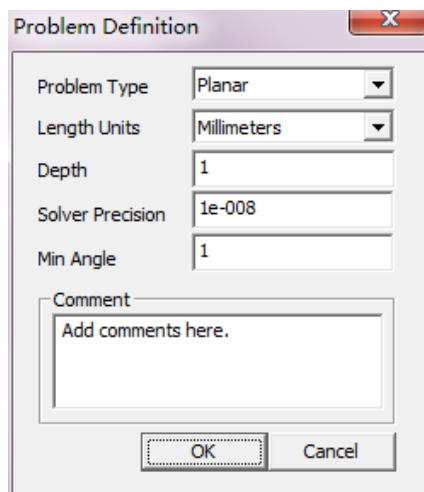 Problem Definition
Problem Type Planar
Length Units Millimeters
Depth 1
Solver Precision 1e-008
Min Angle 1
Comment
Add comments here.
OK Cancel